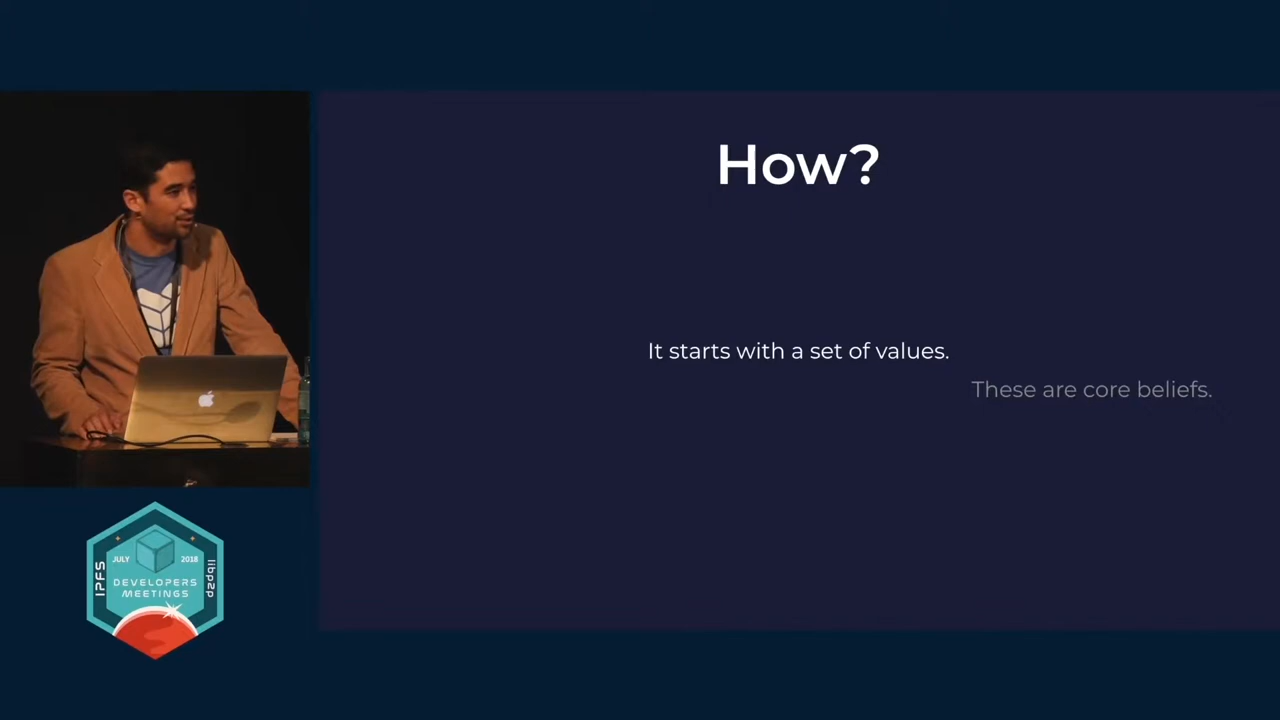 How?
It starts with a set of values.
These are core beliefs.
JULY 2018
IPFS
libp2p
DEVELOPERS
MEETINGS